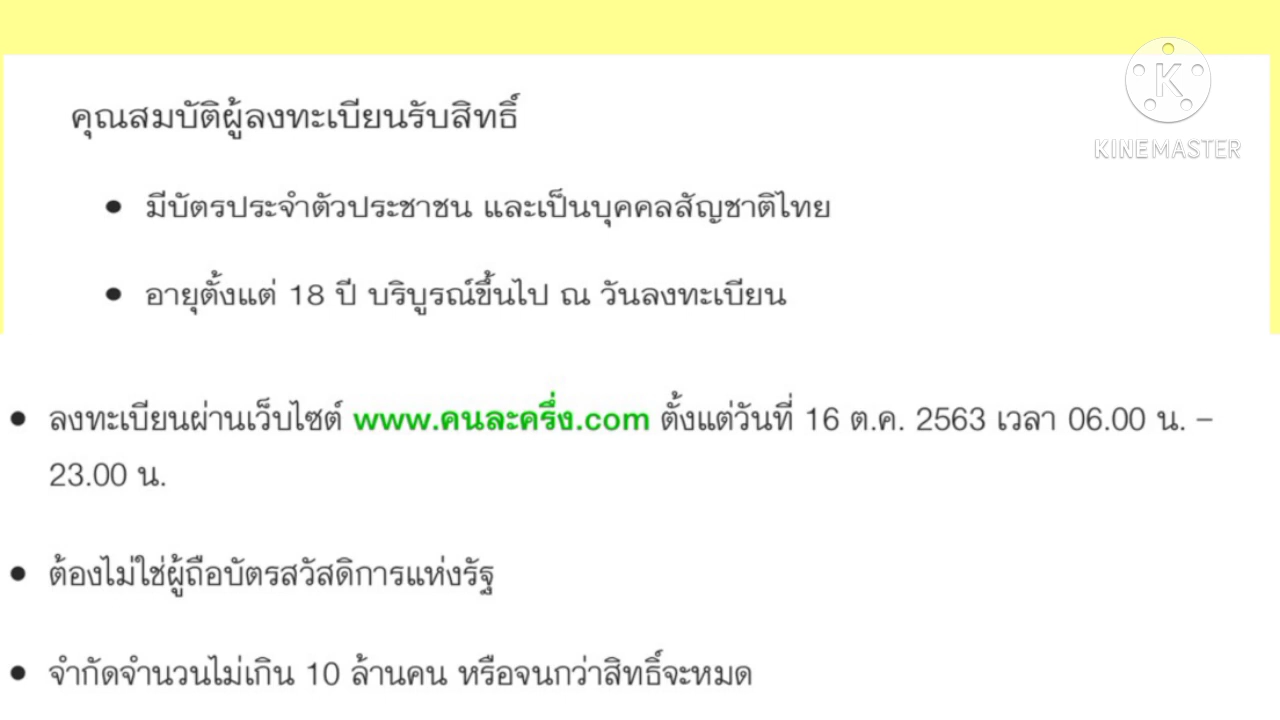 KINEMASTER
คุณสมบัติผู้ลงทะเบียนรับสิทธิ์
• มีบัตรประจำตัวประชาชน และเป็นบุคคลสัญชาติไทย
• อายุตั้งแต่ 18 ปี บริบูรณ์ขึ้นไป ณ วันลงทะเบียน
• ลงทะเบียนผ่านเว็บไซต์ www.คนละครึ่ง.com ตั้งแต่วันที่ 16 ต.ค. 2563 เวลา 06.00 น. –
23.00 น.
• ต้องไม่ใช่ผู้ถือบัตรสวัสดิการแห่งรัฐ
• จำกัดจำนวนไม่เกิน 10 ล้านคน หรือจนกว่าสิทธิ์จะหมด